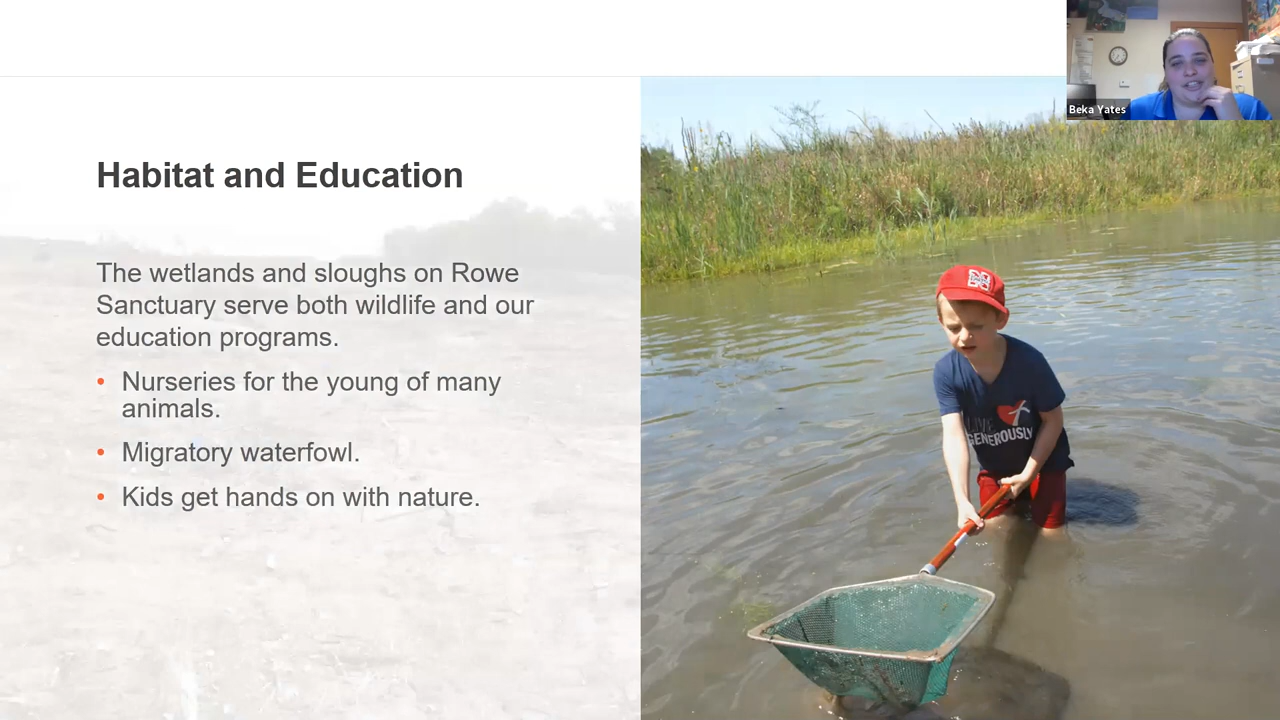 Beka Yates
Habitat and Education
The wetlands and sloughs on Rowe
Sanctuary serve both wildlife and our
education programs.
• Nurseries for the young of many
animals.
• Migratory waterfowl.
• Kids get hands on with nature.
N
GENEROUSLY